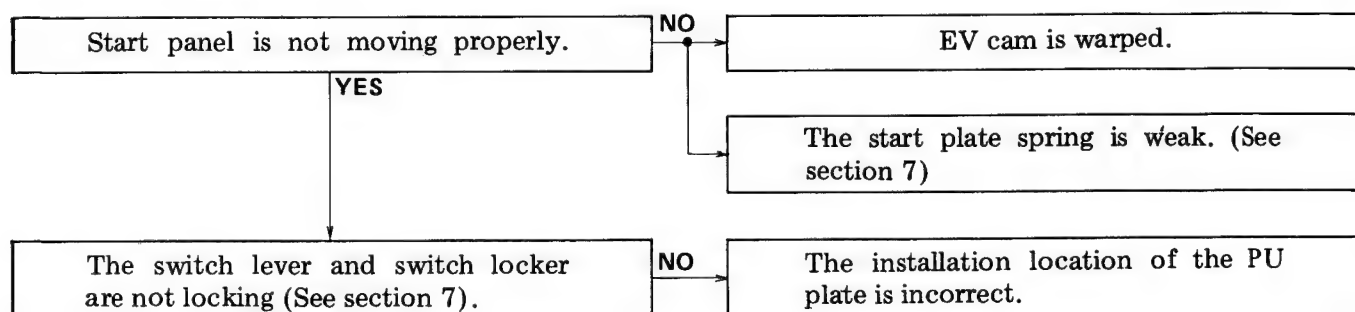 Start panel is not moving properly.
NO
EV cam is warped.
YES
The start plate spring is weak. (See
section 7)
The switch lever and switch locker
are not locking (See section 7).
NO
The installation location of the PU
plate is incorrect.